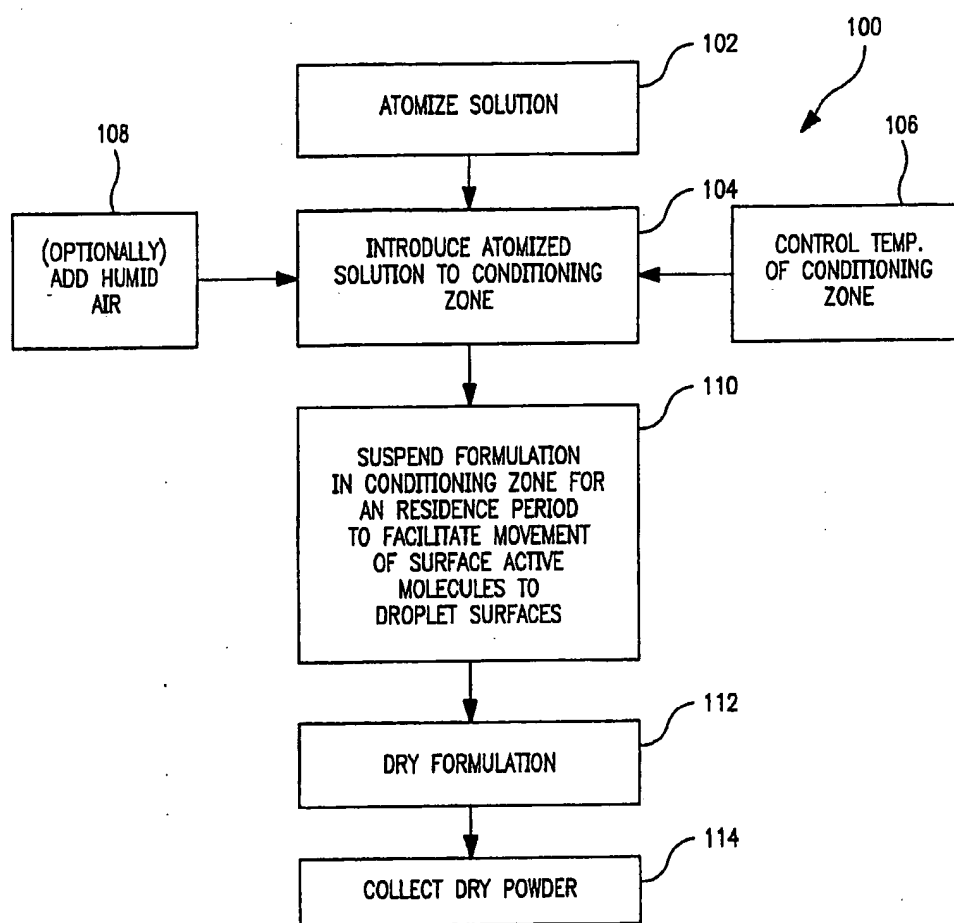 102
100
ATOMIZE SOLUTION
108
106
104
(OPTIONALLY)
ADD HUMID
AIR
INTRODUCE ATOMIZED
SOLUTION TO CONDITIONING
ZONE
CONTROL TEMP.
OF CONDITIONING
ZONE
110
SUSPEND FORMULATION
IN CONDITIONING ZONE FOR
AN RESIDENCE PERIOD
TO FACILITATE MOVEMENT
OF SURFACE ACTIVE
MOLECULES TO
DROPLET SURFACES
112
DRY FORMULATION
114
COLLECT DRY POWDER